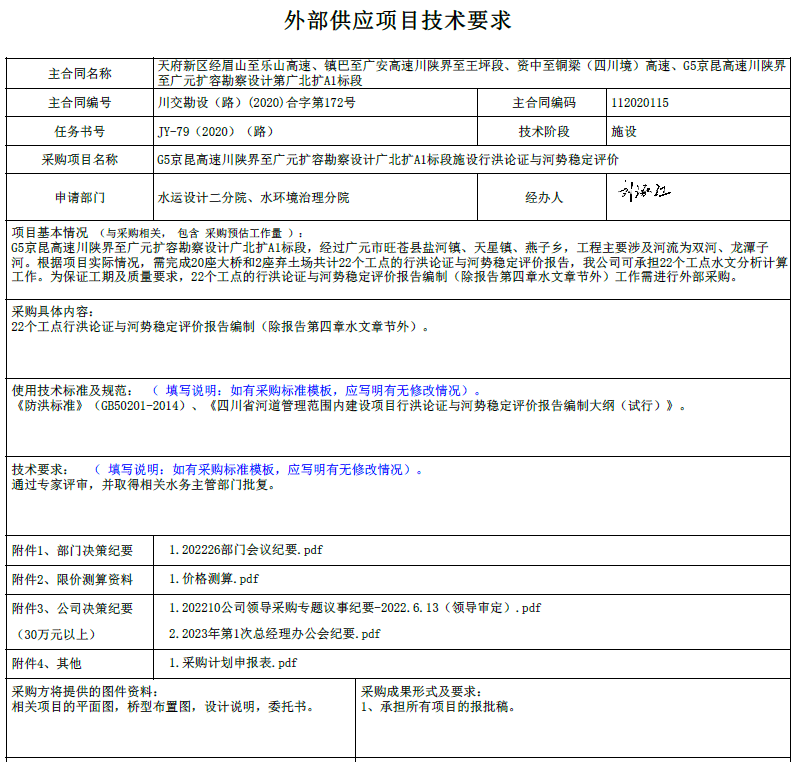 外部供应项目技术要求
主合同名称
天府新区经眉山至乐山高速、镇巴至广安高速川陕界至王坪段、资中至铜梁（四川境）高速、G5京昆高速川陕界
至广元扩容勘察设计第广北扩A1标段
主合同编号
川交勘设（路）(2020)合字第172号
主合同编码
112020115
任务书号
JY-79（2020）（路）
技术阶段
施设
采购项目名称
G5京昆高速川陕界至广元扩容勘察设计广北扩A1标段施设行洪论证与河势稳定评价
申请部门
水运设计二分院、水环境治理分院
经办人
项目基本情况 （与采购相关, 包含 采购预估工作量 ）:
G5京昆高速川陕界至广元扩容勘察设计广北扩A1标段，经过广元市旺苍县盐河镇、天星镇、燕子乡，工程主要涉及河流为双河、龙潭子
河。根据项目实际情况，需完成20座大桥和2座弃土场共计22个工点的行洪论证与河势稳定评价报告，我公司可承担22个工点水文分析计算
工作。为保证工期及质量要求，22个工点的行洪论证与河势稳定评价报告编制（除报告第四章水文章节外）工作需进行外部采购。
采购具体内容:
22个工点行洪论证与河势稳定评价报告编制（除报告第四章水文章节外）。
使用技术标准及规范: （ 填写说明: 如有采购标准模板，应写明有无修改情况）。
《防洪标准》（GB50201-2014）、《四川省河道管理范围内建设项目行洪论证与河势稳定评价报告编制大纲（试行）》。
技术要求: （ 填写说明: 如有采购标准模板，应写明有无修改情况）。
通过专家评审，并取得相关水务主管部门批复。
附件1、部门决策纪要
1.202226部门会议纪要.pdf
附件2、限价测算资料
1.价格测算.pdf
附件3、公司决策纪要
（30万元以上）
1.202210公司领导采购专题议事纪要-2022.6.13（领导审定）.pdf
2.2023年第1次总经理办公会纪要.pdf
附件4、其他
1.采购计划申报表.pdf
采购方将提供的图件资料:
相关项目的平面图，桥型布置图，设计说明，委托书。
采购成果形式及要求:
1、承担所有项目的报批稿。